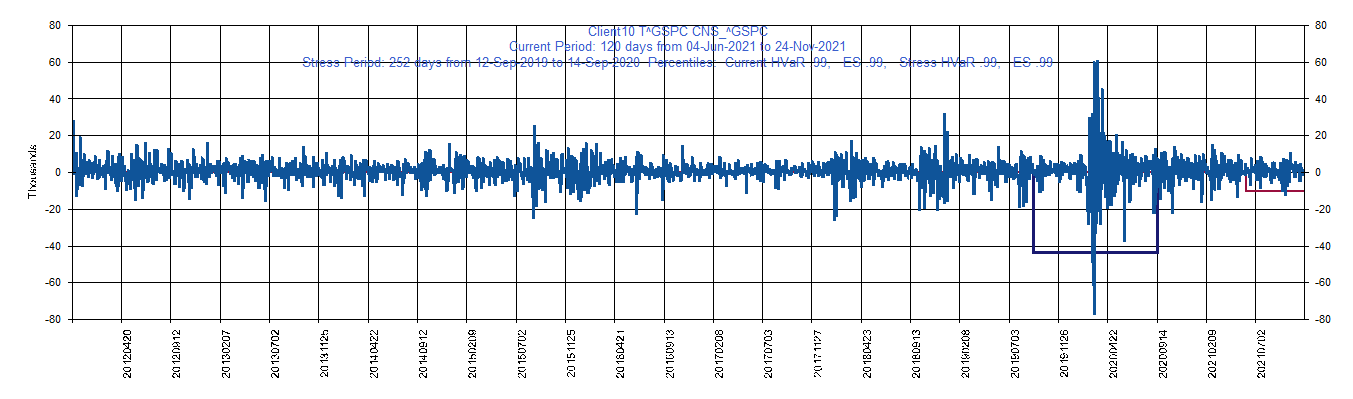 Client10 T^GSPC CNS_^GSPC
Current Period: 120 days from 04-Jun-2021 to 24-Nov-2021
Stress Period: 252 days from 12-Sep-2019 to 14-Sep-2020 Percentiles: Current HVaR .99, ES .99, Stress HVaR .99, ES .99
80 80
60 60
40 40
20 20
0 0
-20 -20
-40 -40
-60 -60
-80 -80
Thousands
20120420 20120912 20130207 20130702 20131125 20140422 20140912 20150209 20150702 20151125 20160421 20160913 20170208 20170703 20171127 20180423 20180913 20190208 20190703 20191126 20200422 20200914 20210209 20210702